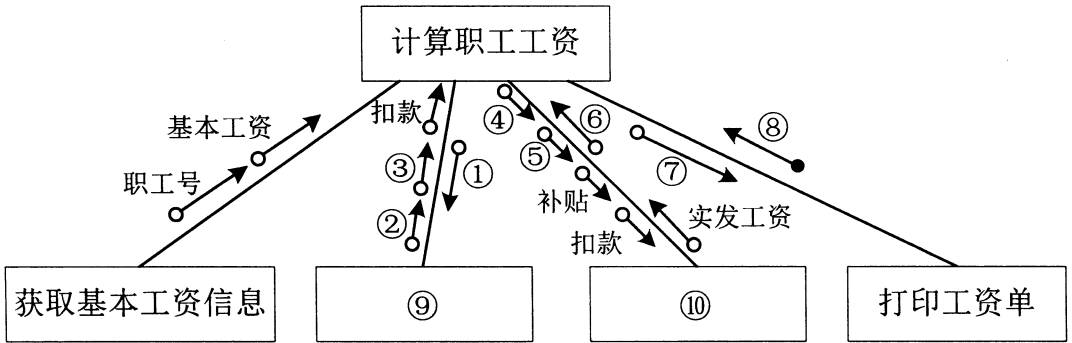 计算职工工资
基本工资
职工号
扣款
③
②
①
④
⑤
⑥
补贴
扣款
实发工资
⑦
⑧
获取基本工资信息
⑨
⑩
打印工资单